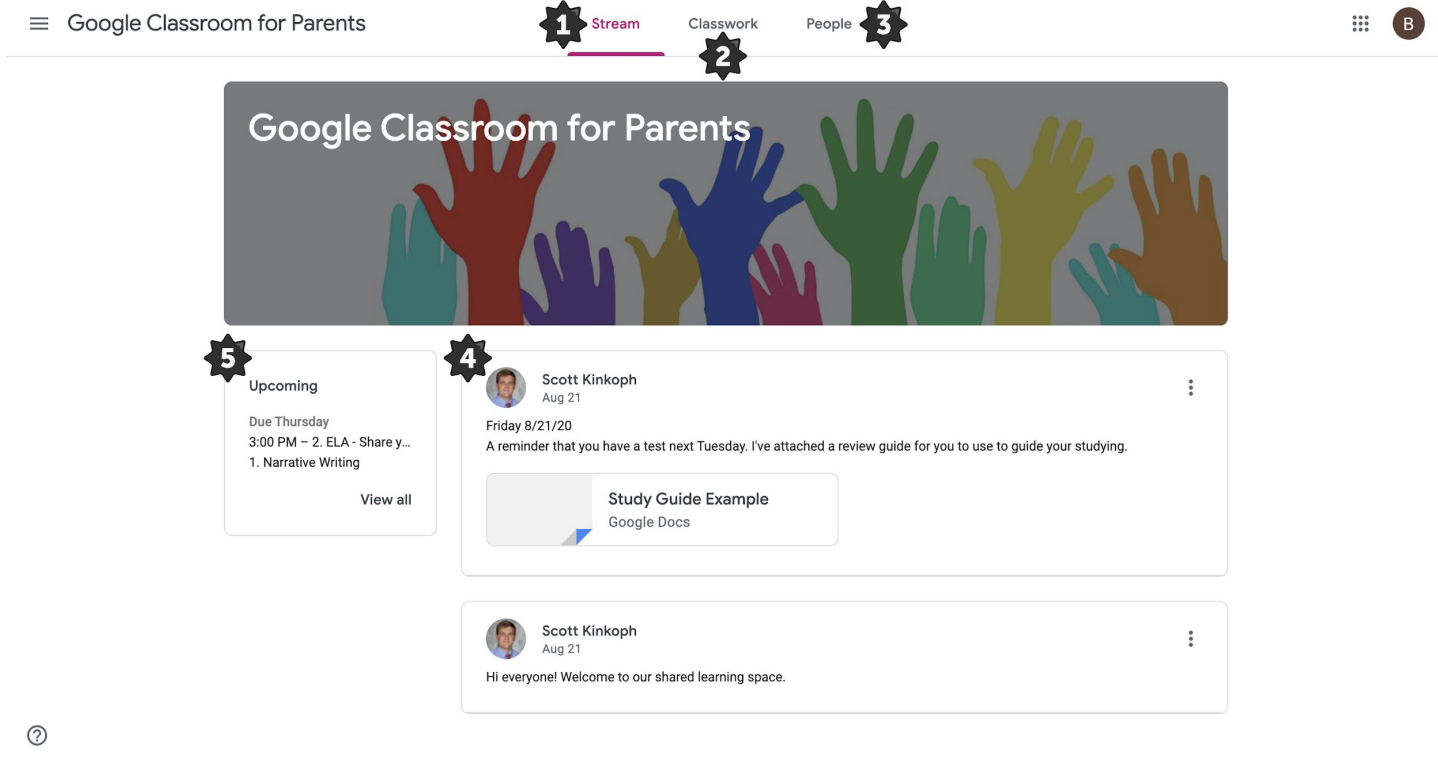 Google Classroom for Parents
1 Stream
Classwork
2
People 3
B
Google Classroom for Parents
5
Upcoming
Due Thursday
3:00 PM – 2. ELA - Share y...
1. Narrative Writing
View all
4
Scott Kinkoph
Aug 21
Friday 8/21/20
A reminder that you have a test next Tuesday. I've attached a review guide for you to use to guide your studying.
Study Guide Example
Google Docs
Scott Kinkoph
Aug 21
Hi everyone! Welcome to our shared learning space.
?